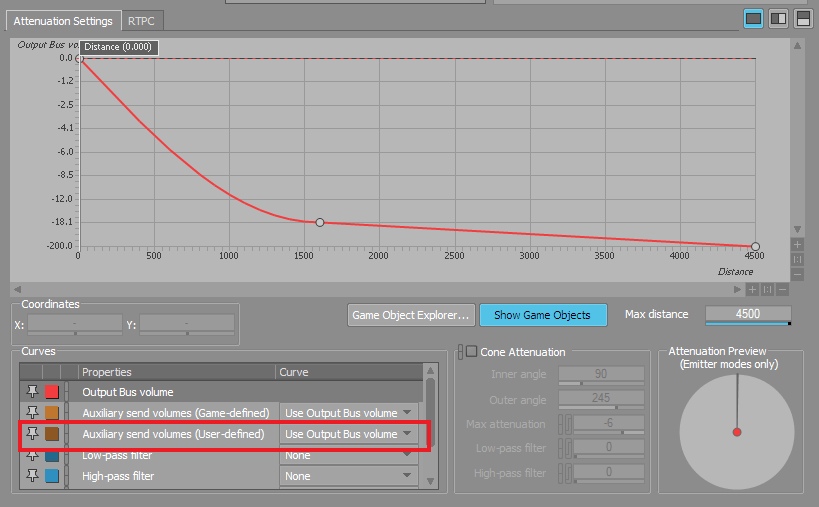 Attenuation Settings RTPC
Output Bus vo
Distance (0.000)
0.0
-1.2
-2.5
-4.1
-6.0
-8.5
-12.0
-18.1
-200.0
0 500 1000 1500 2000 2500 3000 3500 4000 4500
Distance
1:1
1:1
Coordinates
X: - Y: -
Game Object Explorer... Show Game Objects Max distance 4500
Curves
Properties Curve
Output Bus volume
Auxiliary send volumes (Game-defined) Use Output Bus volume
Auxiliary send volumes (User-defined) Use Output Bus volume
Low-pass filter None
High-pass filter None
Cone Attenuation
Inner angle 90
Outer angle 245
Max attenuation -6
Low-pass filter 0
High-pass filter 0
Attenuation Preview
(Emitter modes only)